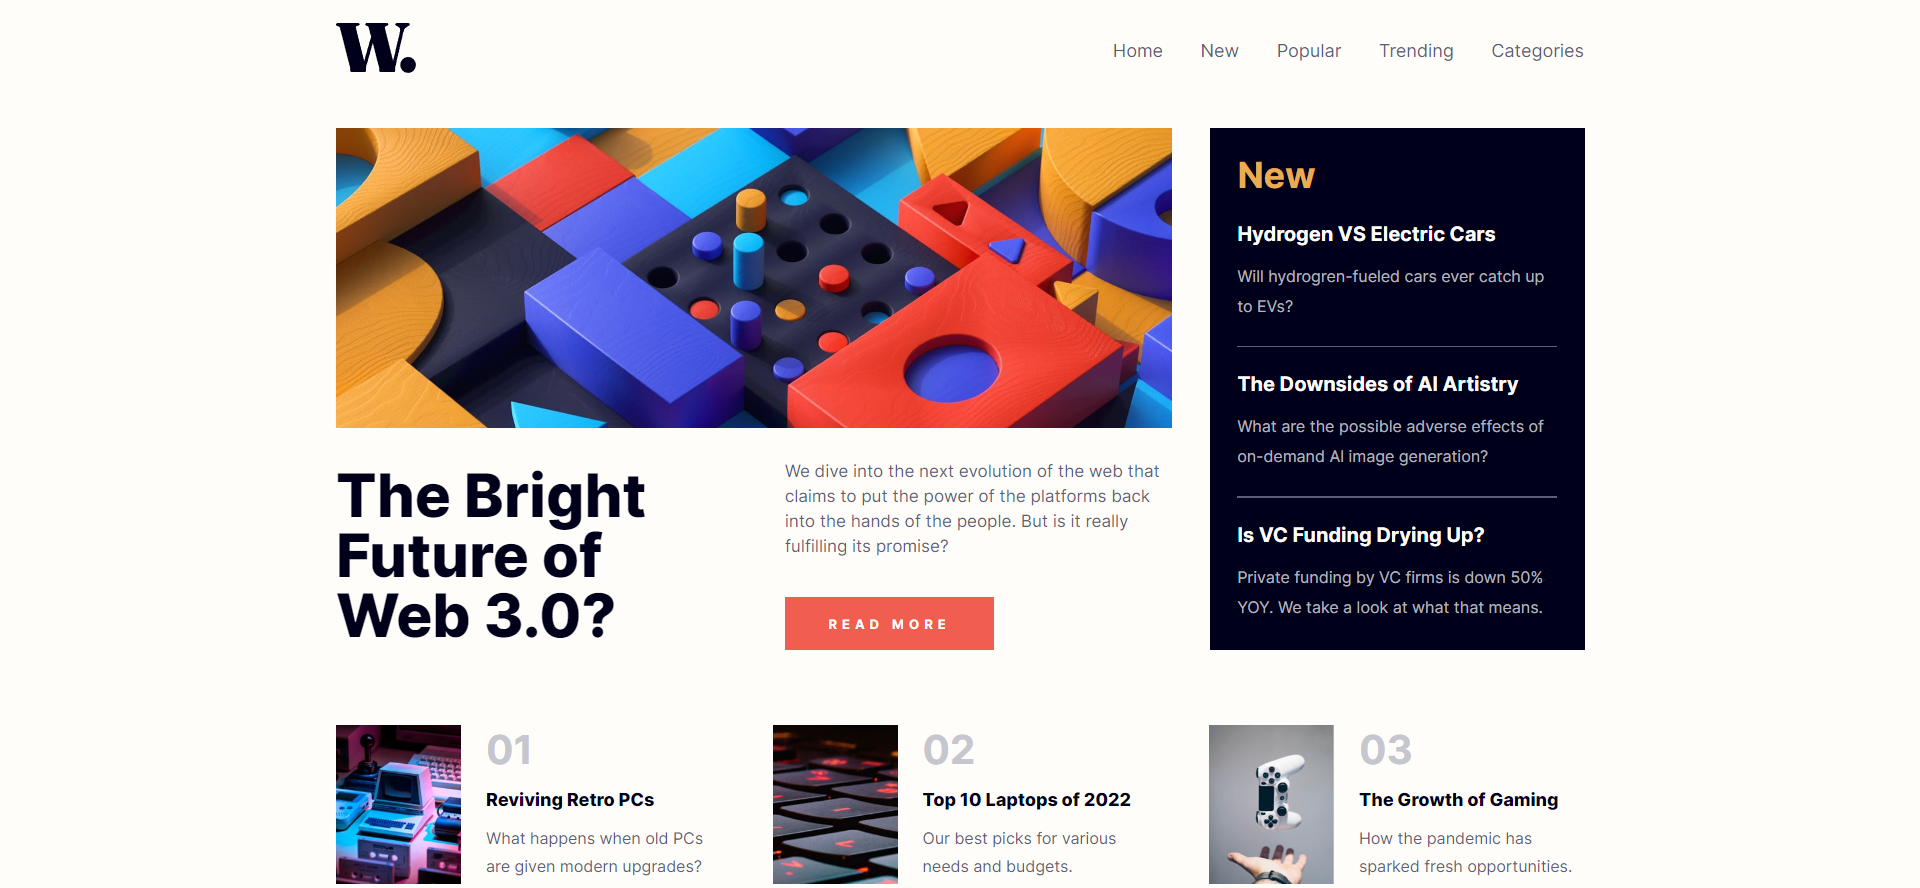 W.
Home New Popular Trending Categories
The Bright
Future of
Web 3.0?
We dive into the next evolution of the web that
claims to put the power of the platforms back
into the hands of the people. But is it really
fulfilling its promise?
READ MORE
New
Hydrogen VS Electric Cars
Will hydrogren-fueled cars ever catch up
to EVs?
The Downsides of AI Artistry
What are the possible adverse effects of
on-demand AI image generation?
Is VC Funding Drying Up?
Private funding by VC firms is down 50%
YOY. We take a look at what that means.
01
Reviving Retro PCs
What happens when old PCs
are given modern upgrades?
02
Top 10 Laptops of 2022
Our best picks for various
needs and budgets.
03
The Growth of Gaming
How the pandemic has
sparked fresh opportunities.